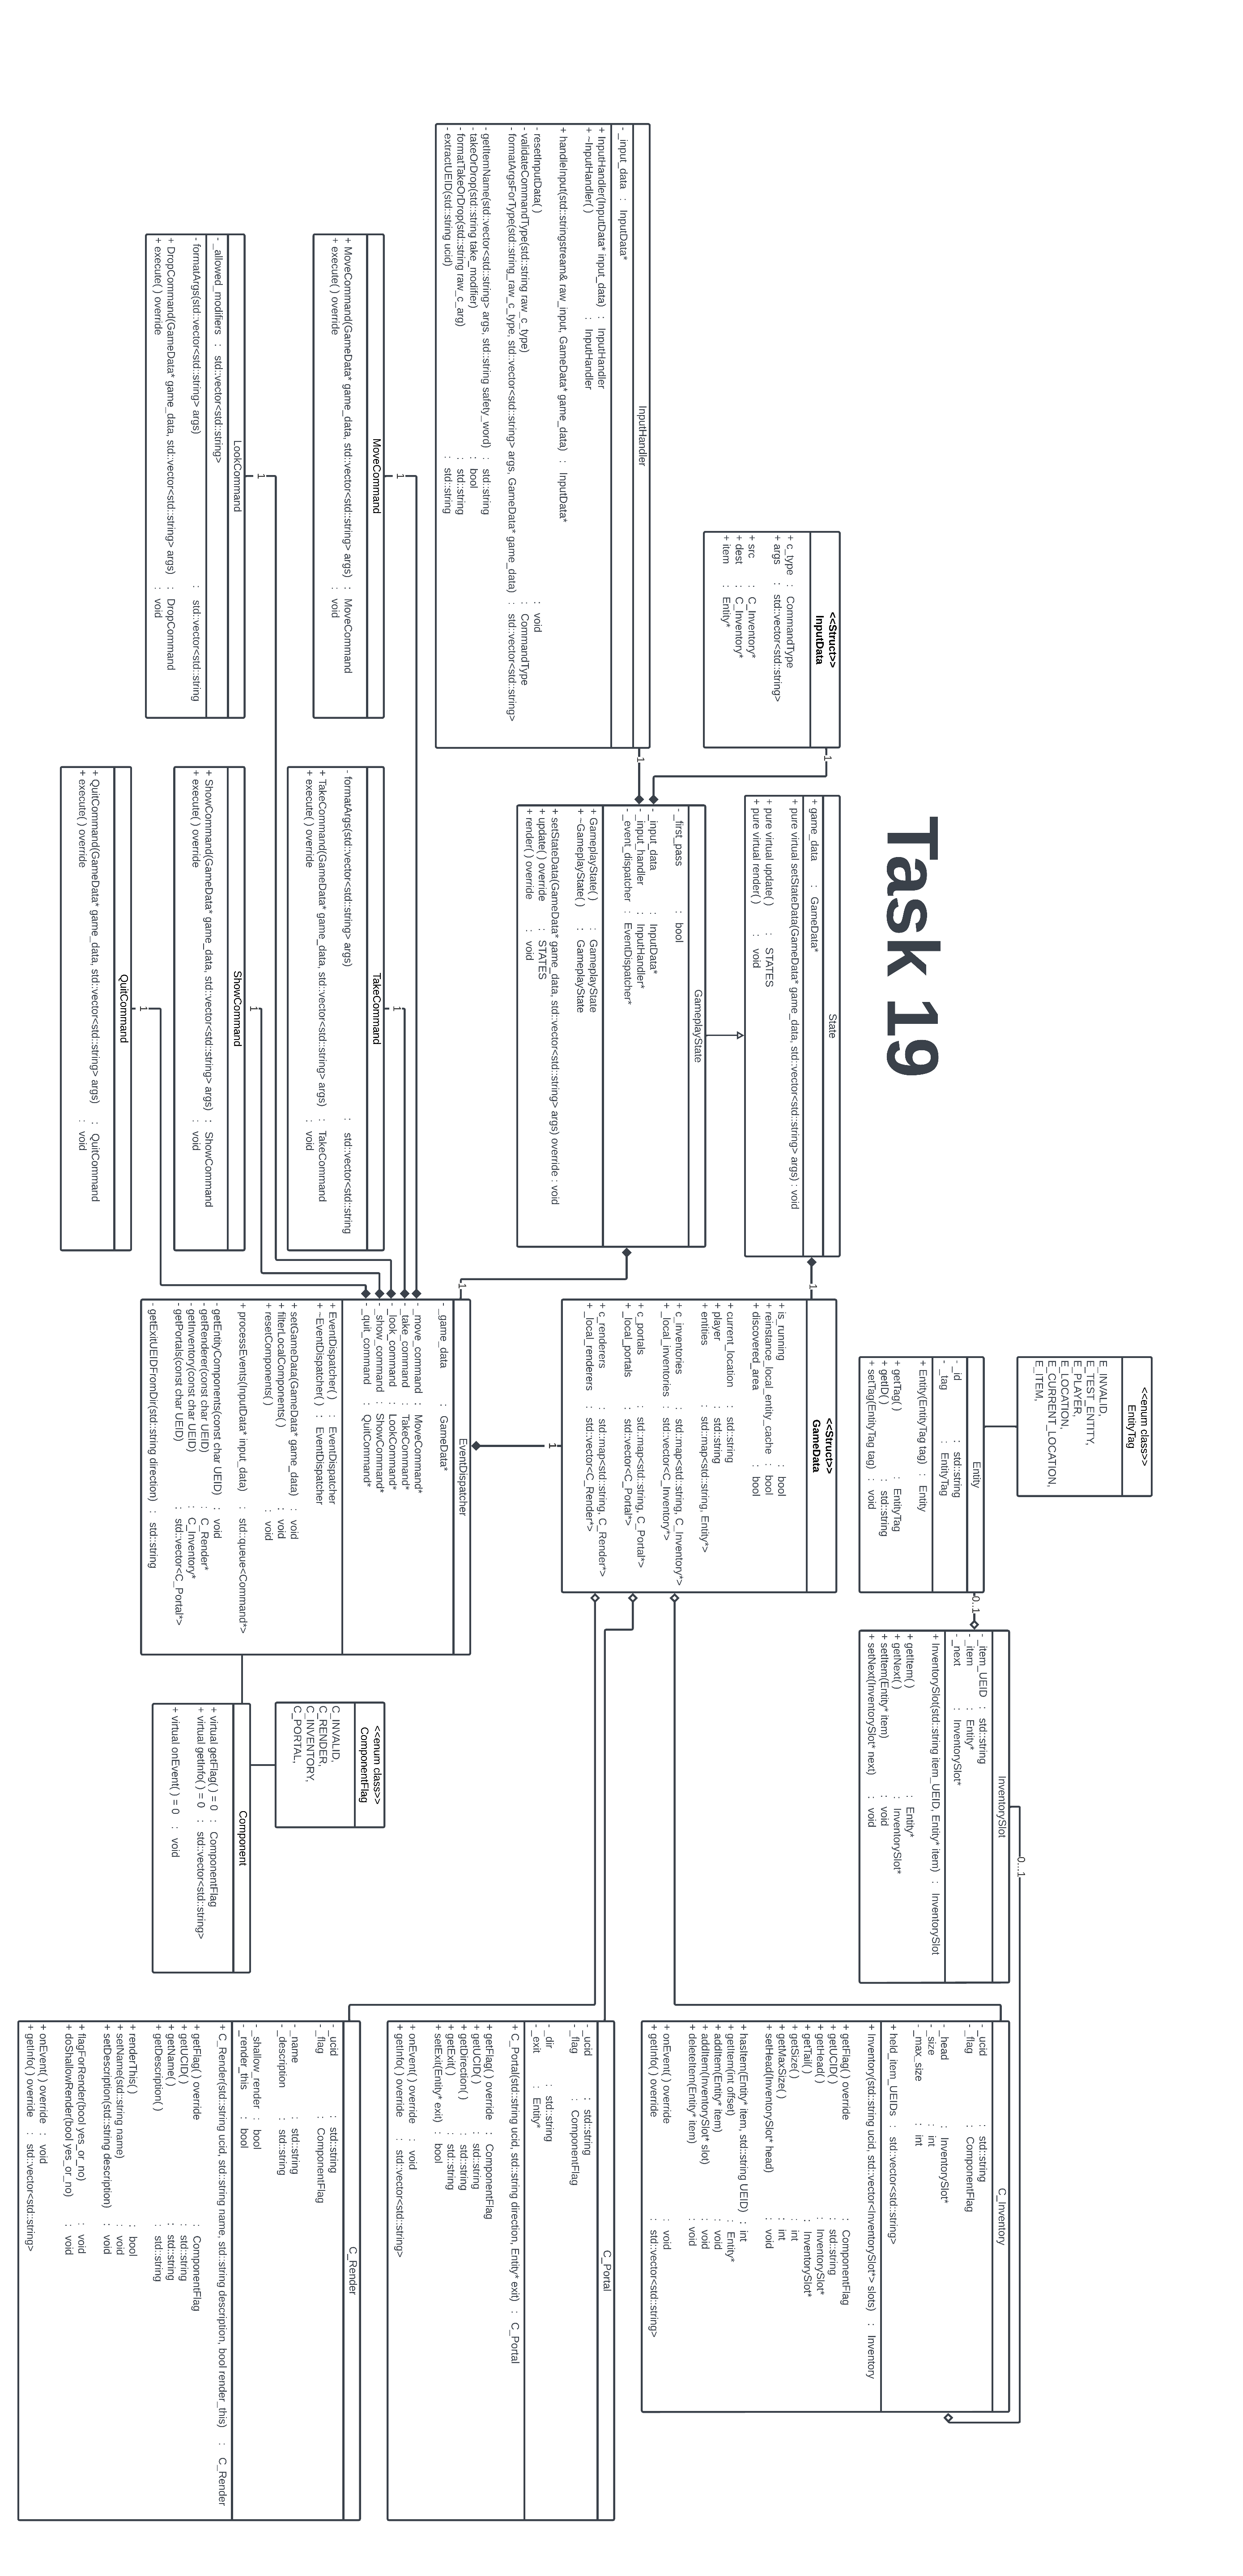 Task 19
<<Struct>>
InputData
+ c_type : CommandType
+ args : std::vector<std::string>
+ src : C_Inventory*
+ dest : C_Inventory*
+ item : Entity*
1
State
+ game_data : GameData*
+ pure virtual setStateData(GameData* game_data, std::vector<std::string> args) : void
+ pure virtual update( ) : STATES
+ pure virtual render( ) : void
1
<<enum class>>
EntityTag
E_INVALID,
E_TEST_ENTITY,
E_PLAYER,
E_LOCATION,
E_CURRENT_LOCATION,
E_ITEM,
Entity
- _id : std::string
- _tag : EntityTag
+ Entity(EntityTag tag) : Entity
+ getTag( ) : EntityTag
+ getID( ) : std::string
+ setTag(EntityTag tag) : void
0..1
InventorySlot
- _item_UEID : std::string
- _item : Entity*
- _next : InventorySlot*
+ InventorySlot(std::string item_UEID, Entity* item) : InventorySlot
+ getItem( ) : Entity*
+ getNext( ) : InventorySlot*
+ setItem(Entity* item) : void
+ setNext(InventorySlot* next) : void
0...1
C_Inventory
- _ucid : std::string
- _flag : ComponentFlag
- _head : InventorySlot*
- _size : int
- _max_size : int
+ held_item_UEIDs : std::vector<std::string>
+ Inventory(std::string ucid, std::vector<InventorySlot*> slots) : Inventory
+ getFlag( ) override : ComponentFlag
+ getUCID( ) : std::string
+ getHead( ) : InventorySlot*
+ getTail( ) : InventorySlot*
+ getSize( ) : int
+ getMaxSize( ) : int
+ setHead(InventorySlot* head) : void
+ hasItem(Entity* item, std::string UEID) : int
+ getItem(int offset) : Entity*
+ addItem(Entity* item) : void
+ addItem(InventorySlot* slot) : void
+ deleteItem(Entity* item) : void
+ onEvent( ) override : void
+ getInfo( ) override : std::vector<std::string>
InputHandler
- _input_data : InputData*
+ InputHandler(InputData* input_data) : InputHandler
+ ~InputHandler( ) : InputHandler
+ handleInput(std::stringstream& raw_input, GameData* game_data) : InputData*
- resetInputData( ) : void
- validateCommandType(std::string raw_c_type) : CommandType
- formatArgsForType(std::string_raw_c_type, std::vector<std::string> args, GameData* game_data) : std::vector<std::string>
- getItemName(std::vector<std::string> args, std::string safety_word) : std::string
- takeOrDrop(std::string take_modifier) : bool
- formatTakeOrDrop(std::string raw_c_arg) : std::string
- extractUEID(std::string ucid) : std::string
1
GameplayState
- _first_pass : bool
- _input_data : InputData*
- _input_handler : InputHandler*
- _event_dispatcher : EventDispatcher*
+ GameplayState( ) : GameplayState
+ ~GameplayState( ) : GameplayState
+ setStateData(GameData* game_data, std::vector<std::string> args) override : void
+ update( ) override : STATES
+ render( ) override : void
<<Struct>>
GameData
+ is_running : bool
+ reinstance_local_entity_cache : bool
+ discovered_area : bool
+ current_location : std::string
+ player : std::string
+ entities : std::map<std::string, Entity*>
+ c_inventories : std::map<std::string, C_Inventory*>
+ _local_inventories : std::vector<C_Inventory*>
+ c_portals : std::map<std::string, C_Portal*>
+ _local_portals : std::vector<C_Portal*>
+ c_renderers : std::map<std::string, C_Render*>
+ _local_renderers : std::vector<C_Render*>
1
C_Portal
- _ucid : std::string
- _flag : ComponentFlag
- _dir : std::string
- _exit : Entity*
+ C_Portal(std::string ucid, std::string direction, Entity* exit) : C_Portal
+ getFlag( ) override : ComponentFlag
+ getUCID( ) : std::string
+ getDirection( ) : std::string
+ getExit( ) : std::string
+ setExit(Entity* exit) : bool
+ onEvent( ) override : void
+ getInfo( ) override : std::vector<std::string>
MoveCommand
+ MoveCommand(GameData* game_data, std::vector<std::string> args) : MoveCommand
+ execute( ) override : void
1
TakeCommand
- formatArgs(std::vector<std::string> args) : std::vector<std::string
+ TakeCommand(GameData* game_data, std::vector<std::string> args) : TakeCommand
+ execute( ) override : void
1
1
EventDispatcher
- _game_data : GameData*
- _move_command : MoveCommand*
- _take_command : TakeCommand*
- _look_command : LookCommand*
- _show_command : ShowCommand*
- _quit_command : QuitCommand*
+ EventDispatcher( ) : EventDispatcher
+ ~EventDispatcher( ) : EventDispatcher
+ setGameData(GameData* game_data) : void
+ filterLocalComponents( ) : void
+ resetComponents( ) : void
+ processEvents(InputData* input_data) : std::queue<Command*>
- getEntityComponents(const char UEID) : void
- getRenderer(const char UEID) : C_Render*
- getInventory(const char UEID) : C_Inventory*
- getPortals(const char UEID) : std::vector<C_Portal*>
- getExitUEIDFromDir(std::string direction) : std::string
<<enum class>>
ComponentFlag
C_INVALID,
C_RENDER,
C_INVENTORY,
C_PORTAL,
Component
+ virtual getFlag( ) = 0 : ComponentFlag
+ virtual getInfo( ) = 0 : std::vector<std::string>
+ virtual onEvent( ) = 0 : void
C_Render
- _ucid : std::string
- _flag : ComponentFlag
- _name : std::string
- _description : std::string
- _shallow_render : bool
- _render_this : bool
+ C_Render(std::string ucid, std::string name, std::string description, bool render_this) : C_Render
+ getFlag( ) override : ComponentFlag
+ getUCID( ) : std::string
+ getName( ) : std::string
+ getDescription( ) : std::string
+ renderThis( ) : bool
+ setName(std::string name) : void
+ setDescription(std::string description) : void
+ flagForRender(bool yes_or_no) : void
+ doShallowRender(bool yes_or_no) : void
+ onEvent( ) override : void
+ getInfo( ) override : std::vector<std::string>
LookCommand
- _allowed_modifiers : std::vector<std::string>
- formatArgs(std::vector<std::string> args) : std::vector<std::string
+ DropCommand(GameData* game_data, std::vector<std::string> args) : DropCommand
+ execute( ) override : void
1
ShowCommand
+ ShowCommand(GameData* game_data, std::vector<std::string> args) : ShowCommand
+ execute( ) override : void
1
QuitCommand
+ QuitCommand(GameData* game_data, std::vector<std::string> args) : QuitCommand
+ execute( ) override : void
1